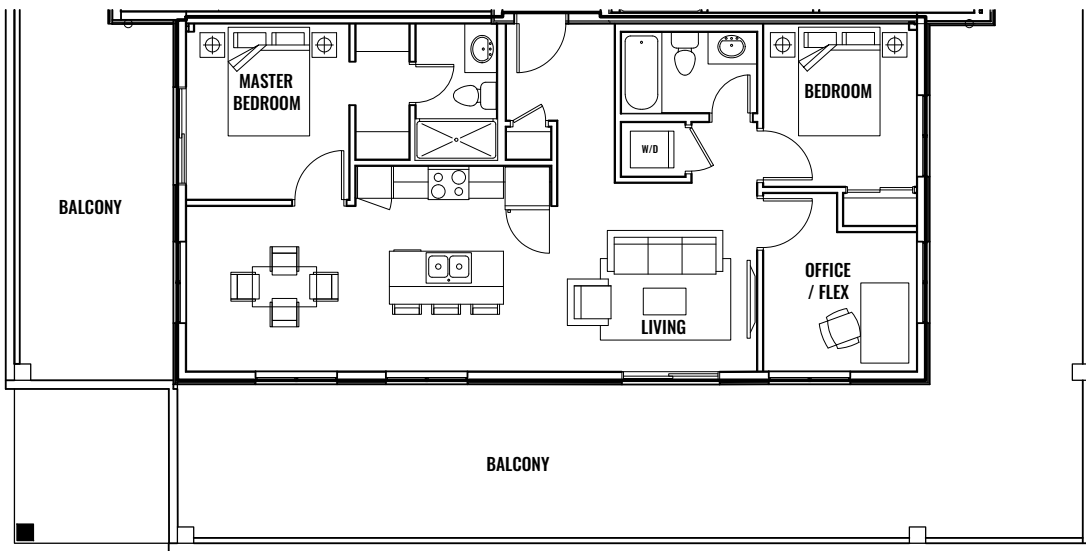 MASTER
BEDROOM
BEDROOM
W/D
BALCONY
OFFICE
/ FLEX
LIVING
BALCONY